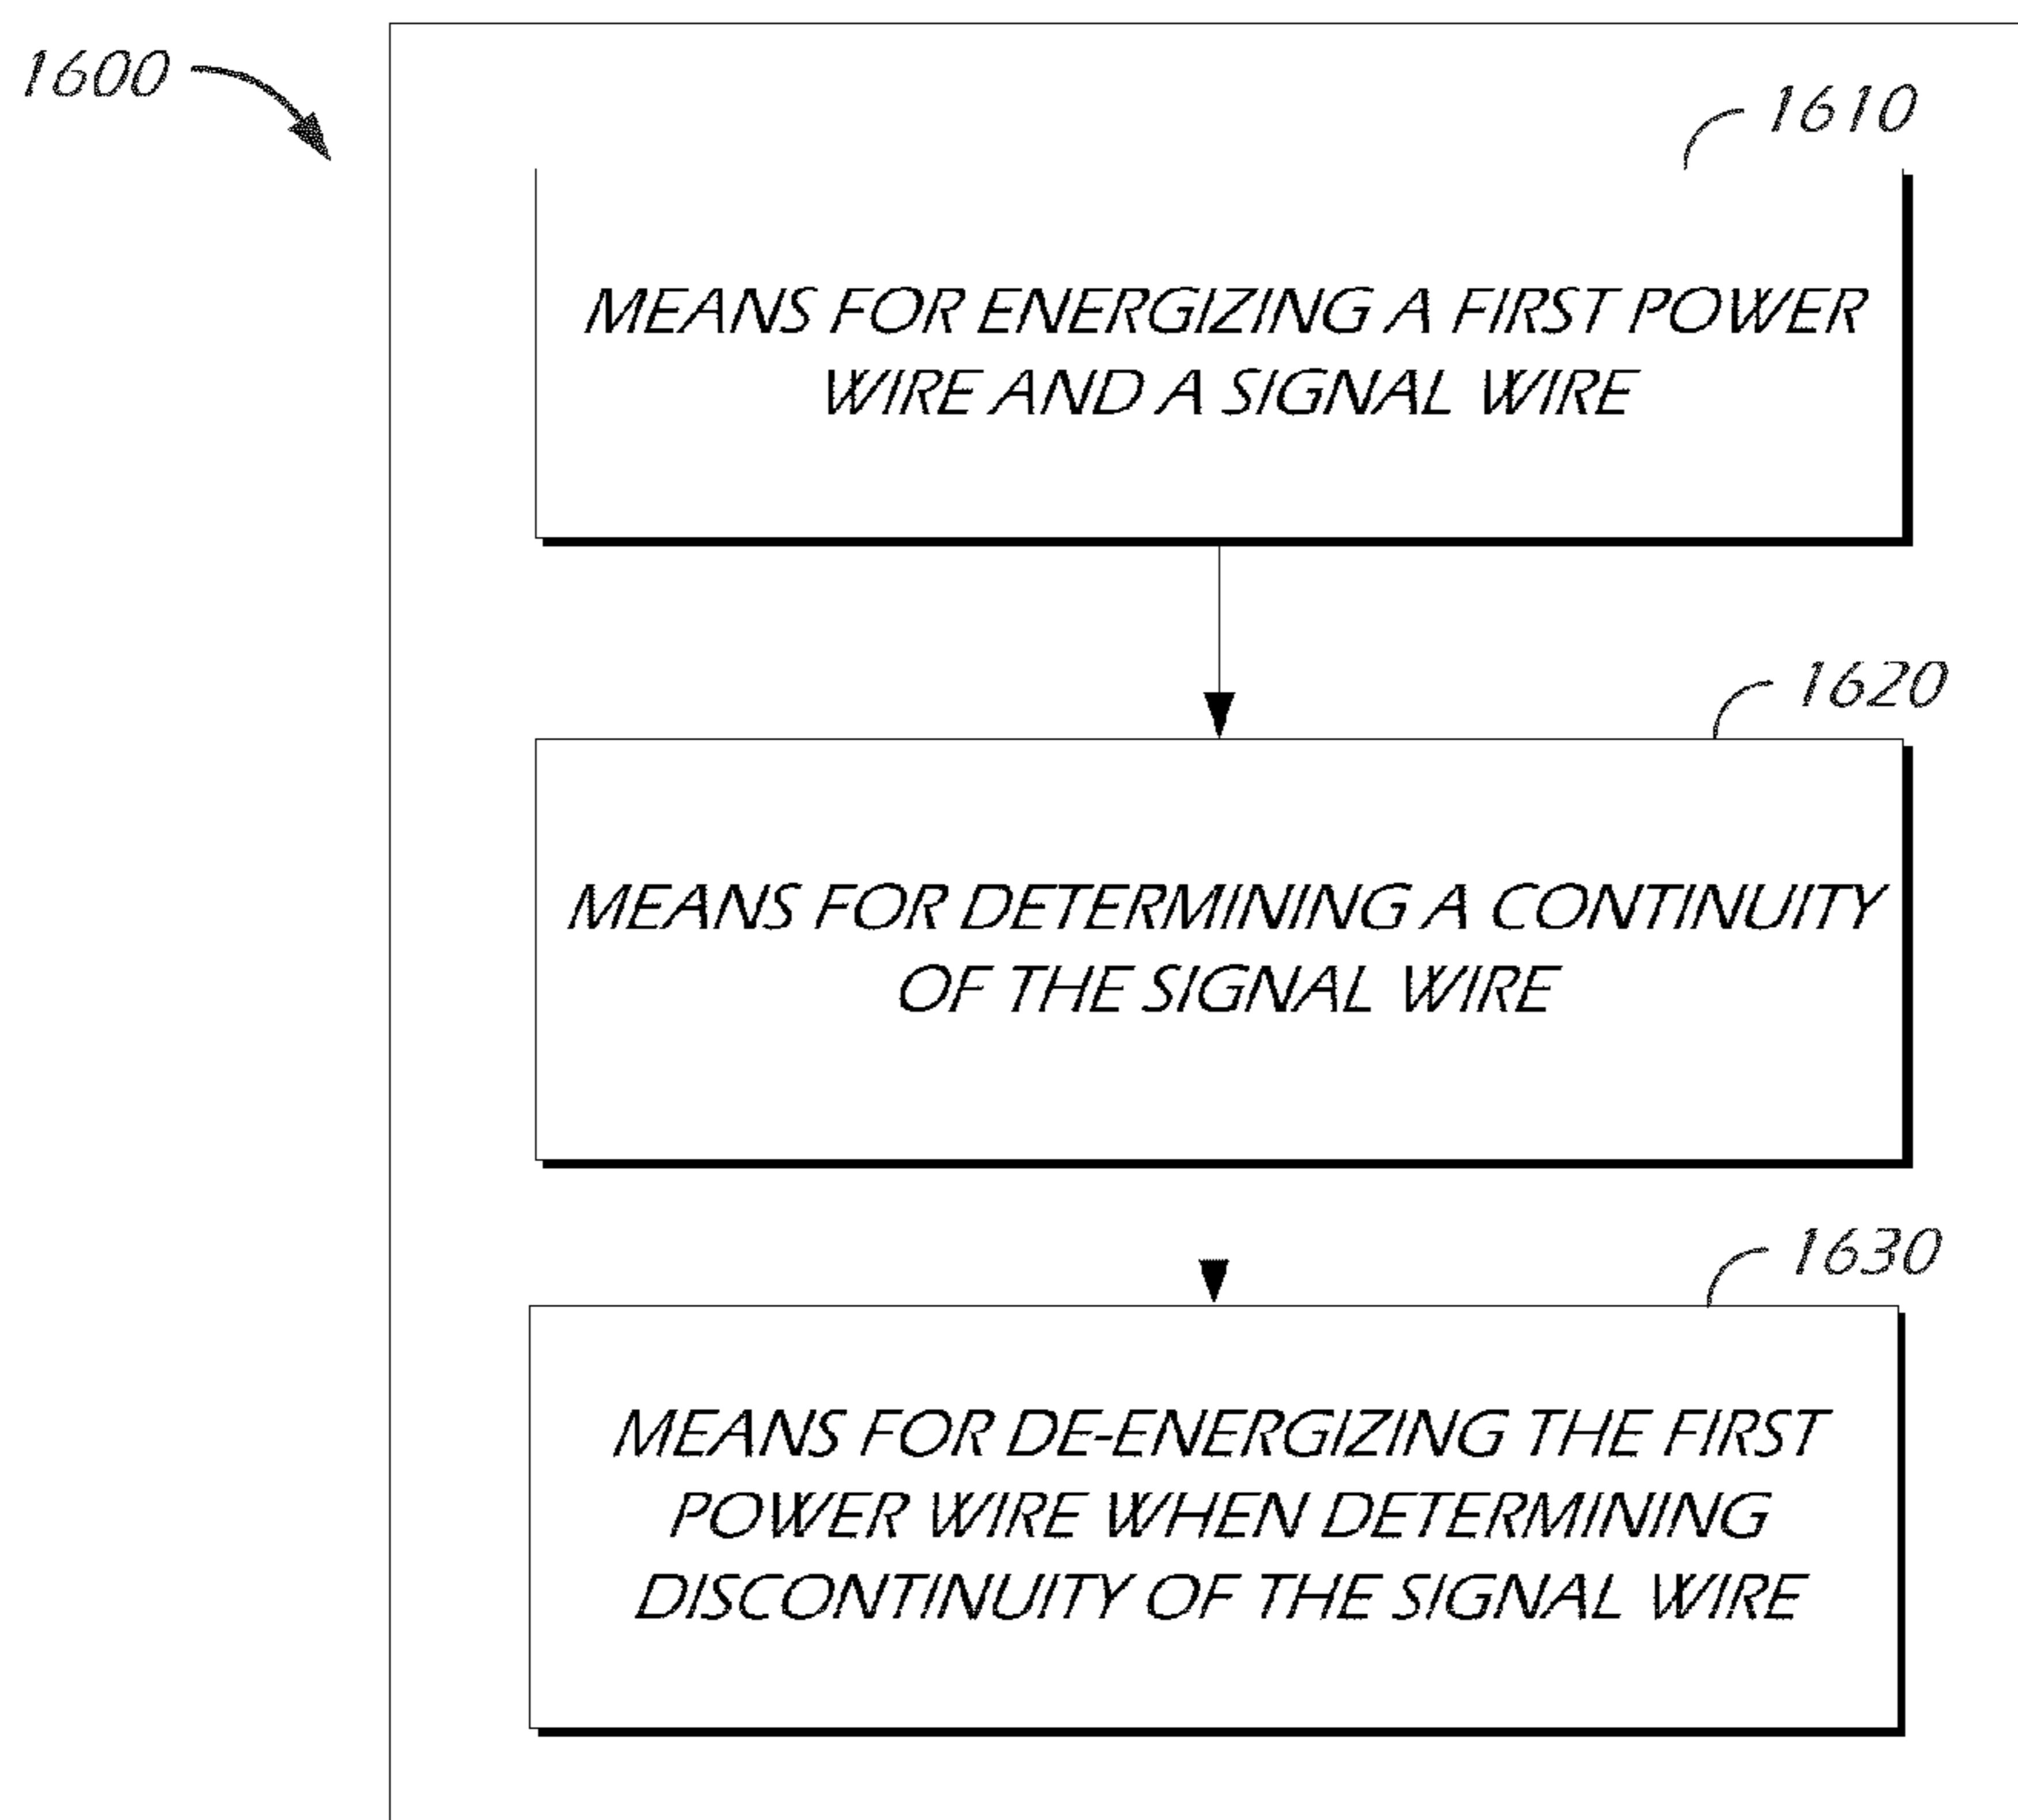 1600
1610
MEANS FOR ENERGIZING A FIRST POWER
WIRE AND A SIGNAL WIRE
1620
MEANS FOR DETERMINING A CONTINUITY
OF THE SIGNAL WIRE
1630
MEANS FOR DE-ENERGIZING THE FIRST
POWER WIRE WHEN DETERMINING
DISCONTINUITY OF THE SIGNAL WIRE